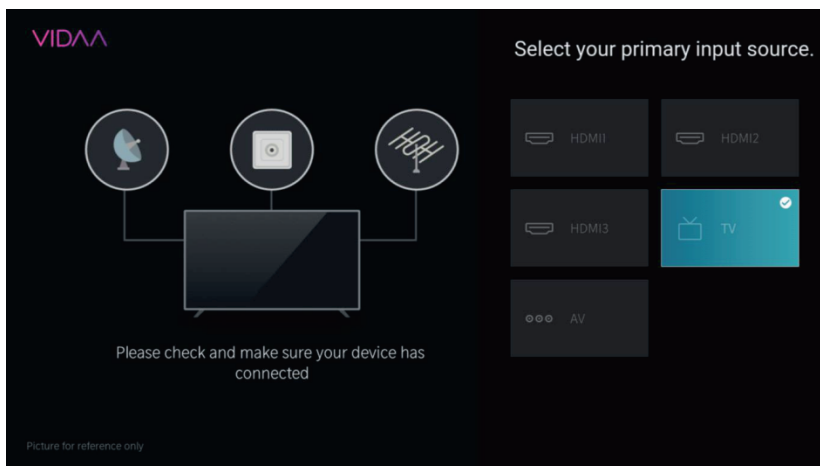 VIDAA
Select your primary input source.
HDMI1
HDMI2
HDMI3
TV
AV
Please check and make sure your device has
connected
Picture for reference only